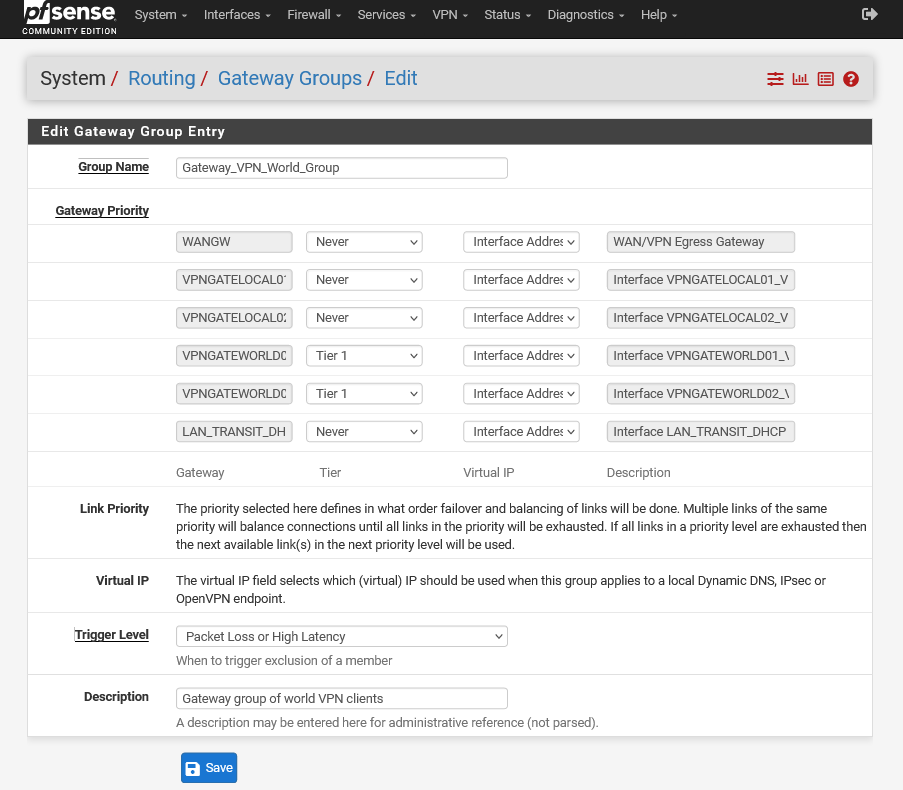 pfsense
COMMUNITY EDITION
System Interfaces Firewall Services VPN Status Diagnostics Help
System / Routing / Gateway Groups / Edit
Edit Gateway Group Entry
Group Name Gateway_VPN_World_Group
Gateway Priority
WANGW Never Interface Addres WAN/VPN Egress Gateway
VPNGATELOCAL01 Never Interface Addres Interface VPNGATELOCAL01_V
VPNGATELOCAL02 Never Interface Addres Interface VPNGATELOCAL02_V
VPNGATEWORLD0 Tier 1 Interface Addres Interface VPNGATEWORLD01_V
VPNGATEWORLD0 Tier 1 Interface Addres Interface VPNGATEWORLD02_V
LAN_TRANSIT_DH Never Interface Addres Interface LAN_TRANSIT_DHCP
Gateway Tier Virtual IP Description
Link Priority The priority selected here defines in what order failover and balancing of links will be done. Multiple links of the same
priority will balance connections until all links in the priority will be exhausted. If all links in a priority level are exhausted then
the next available link(s) in the next priority level will be used.
Virtual IP The virtual IP field selects which (virtual) IP should be used when this group applies to a local Dynamic DNS, IPsec or
OpenVPN endpoint.
Trigger Level Packet Loss or High Latency
When to trigger exclusion of a member
Description Gateway group of world VPN clients
A description may be entered here for administrative reference (not parsed).
Save